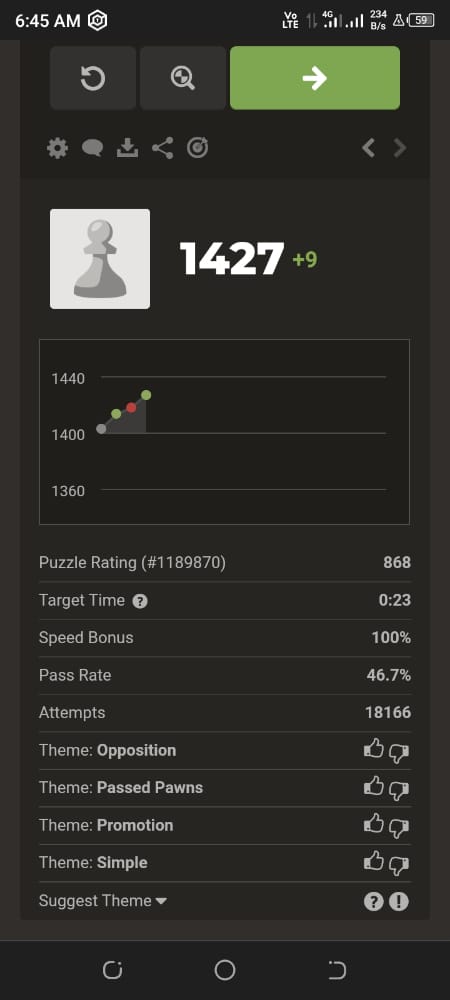 6:45 AM Vo LTE 4G 234 B/s 59
1427 +9
1440
1400
1360
Puzzle Rating (#1189870) 868
Target Time ? 0:23
Speed Bonus 100%
Pass Rate 46.7%
Attempts 18166
Theme: Opposition
Theme: Passed Pawns
Theme: Promotion
Theme: Simple
Suggest Theme ? !